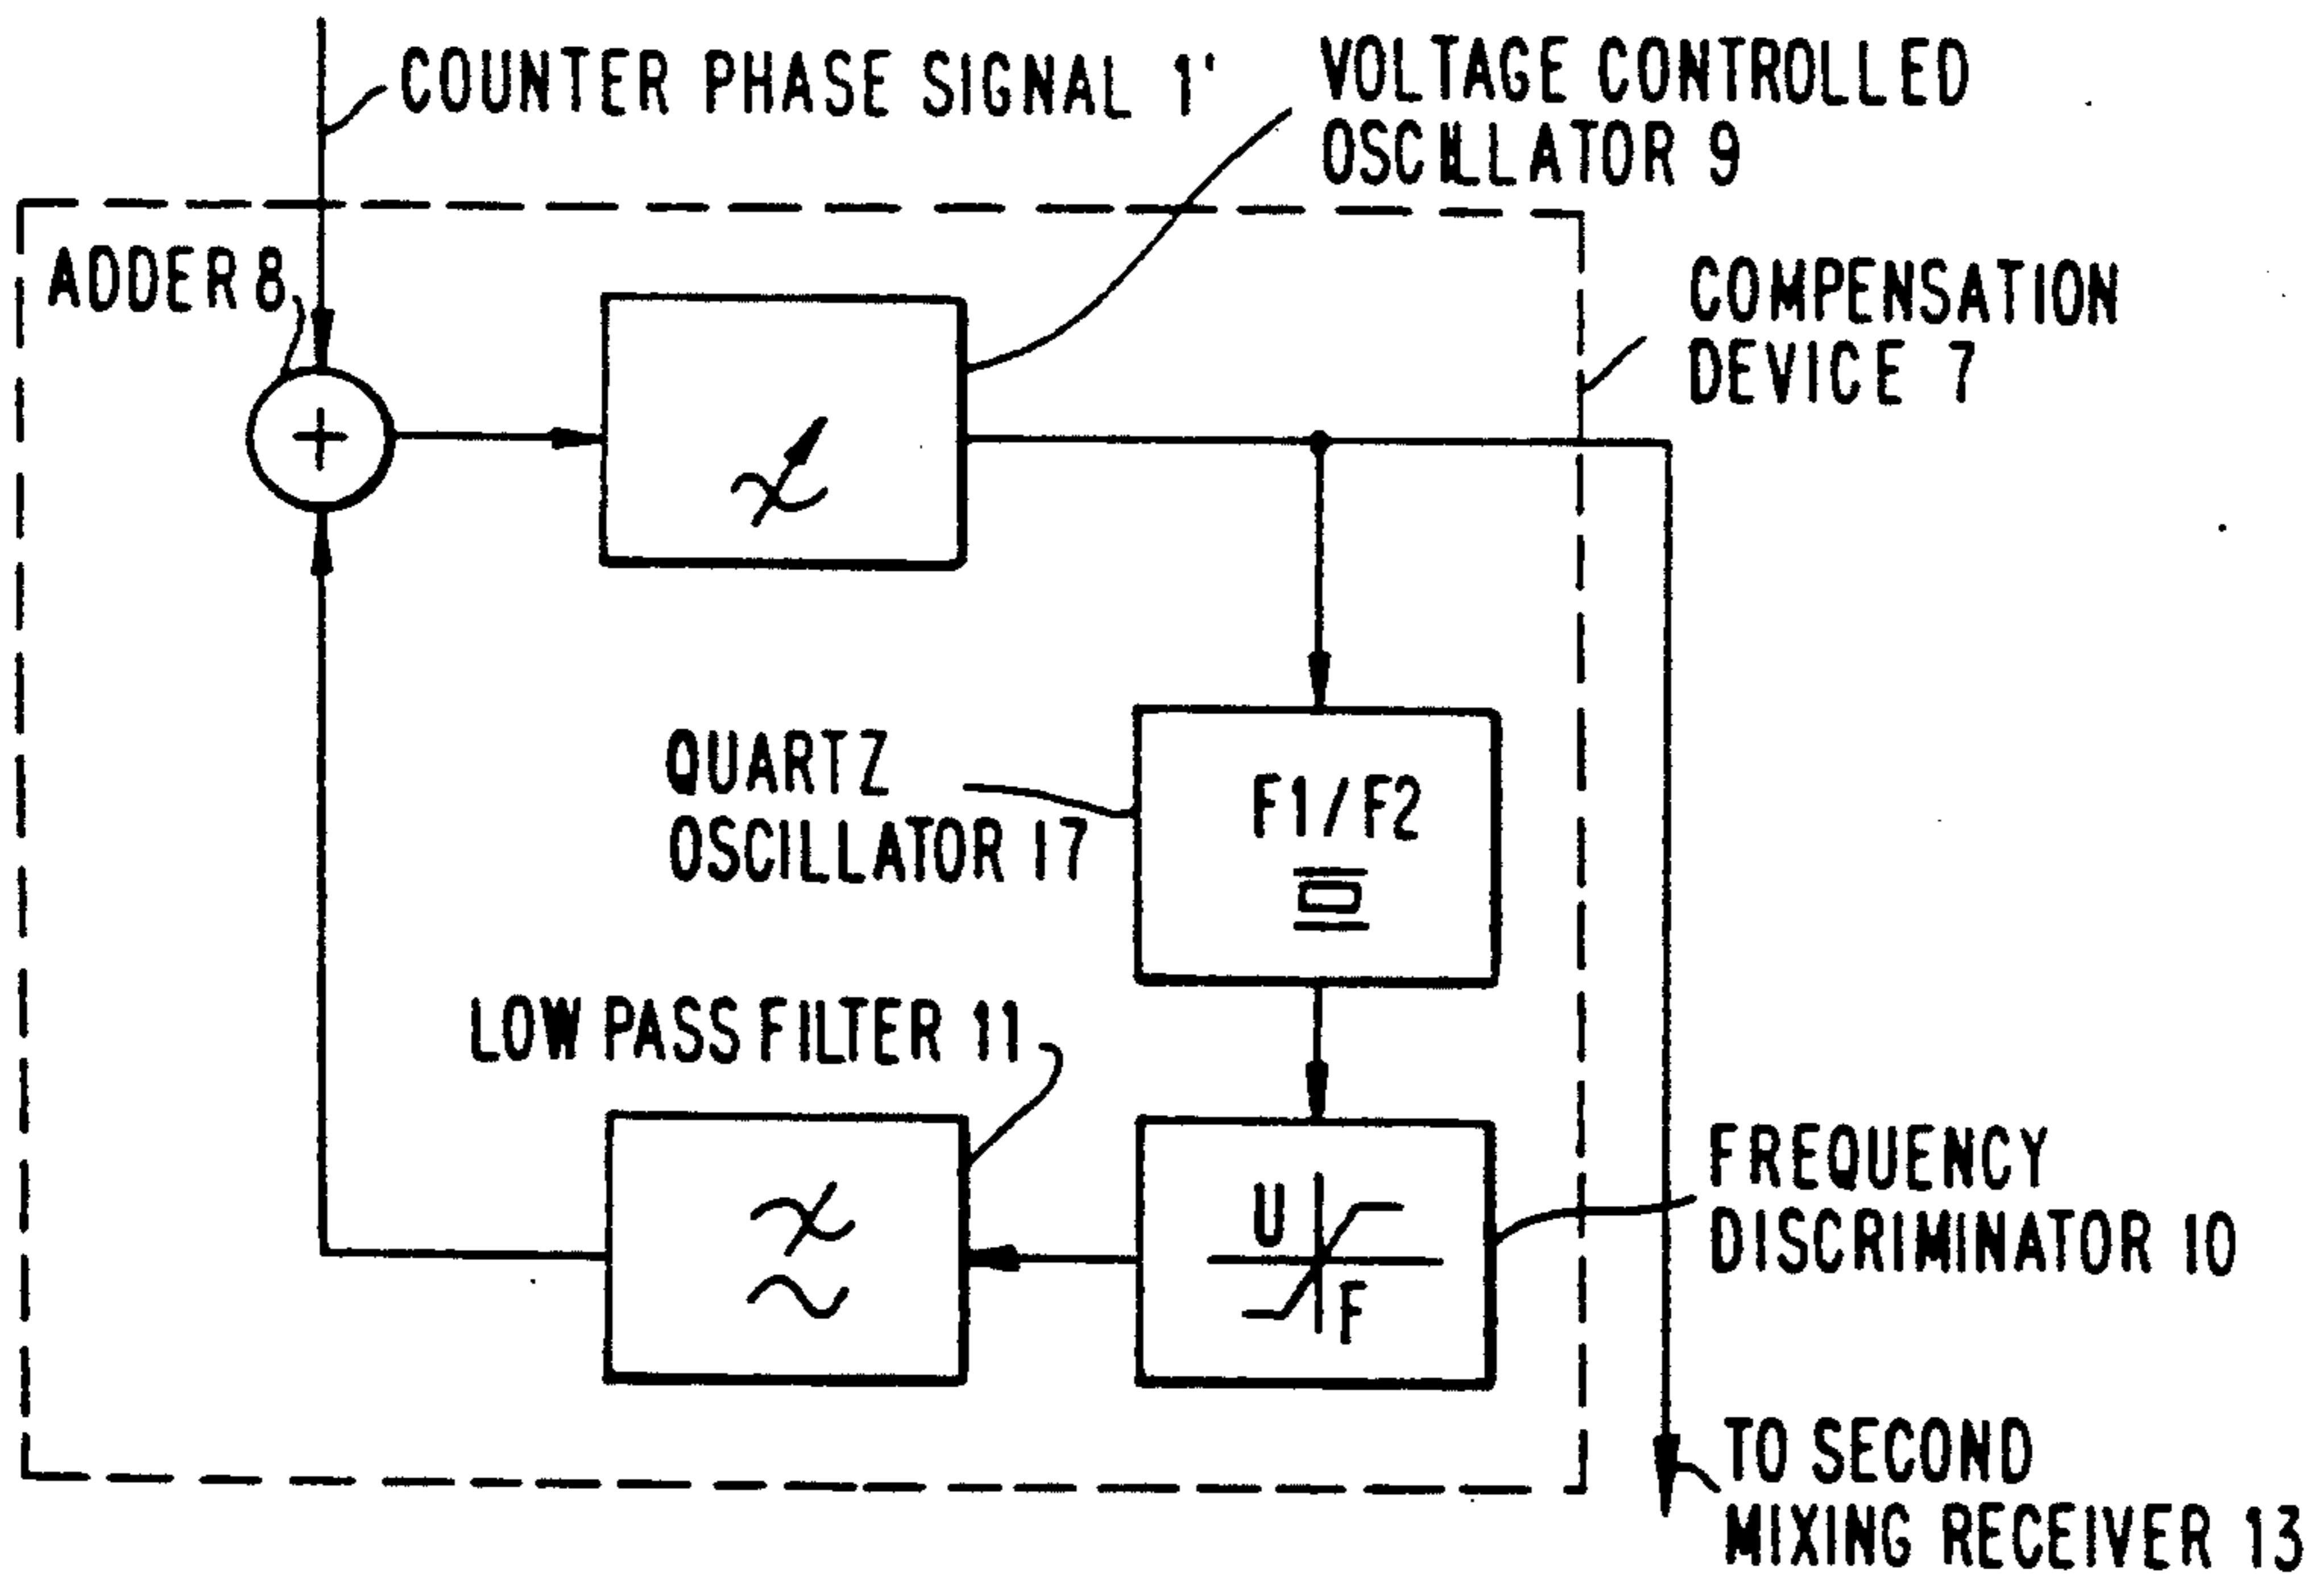 COUNTER PHASE SIGNAL 1'
VOLTAGE CONTROLLED
OSCILLATOR 9
ADDER 8
COMPENSATION
DEVICE 7
QUARTZ
OSCILLATOR 17
F1/F2
LOW PASS FILTER 11
U
F
FREQUENCY
DISCRIMINATOR 10
TO SECOND
MIXING RECEIVER 13